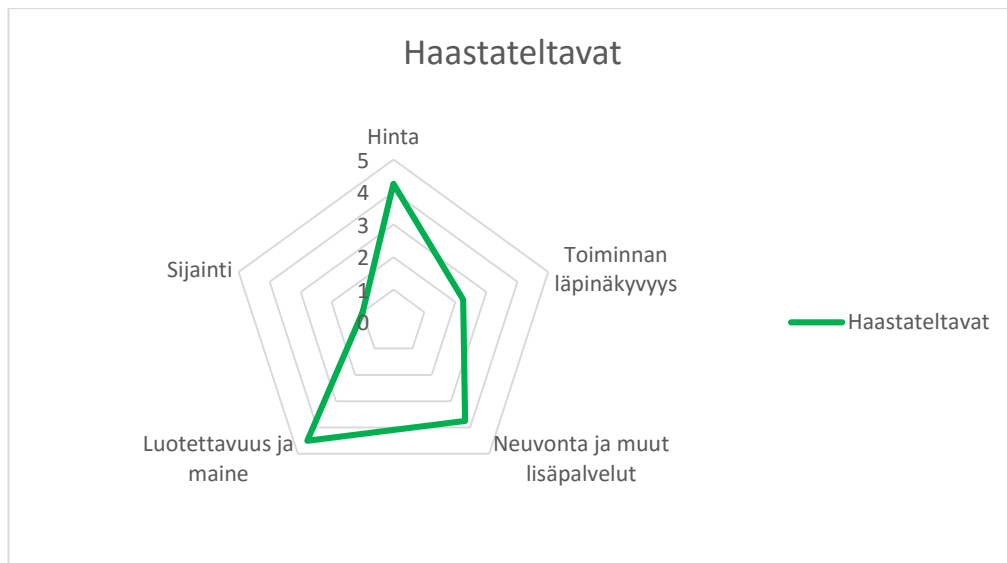 Haastateltavat
Hinta
5
4
3
2
1
0
Toiminnan
läpinäkyvyys
Neuvonta ja muut
lisäpalvelut
Luotettavuus ja
maine
Sijainti
Haastateltavat